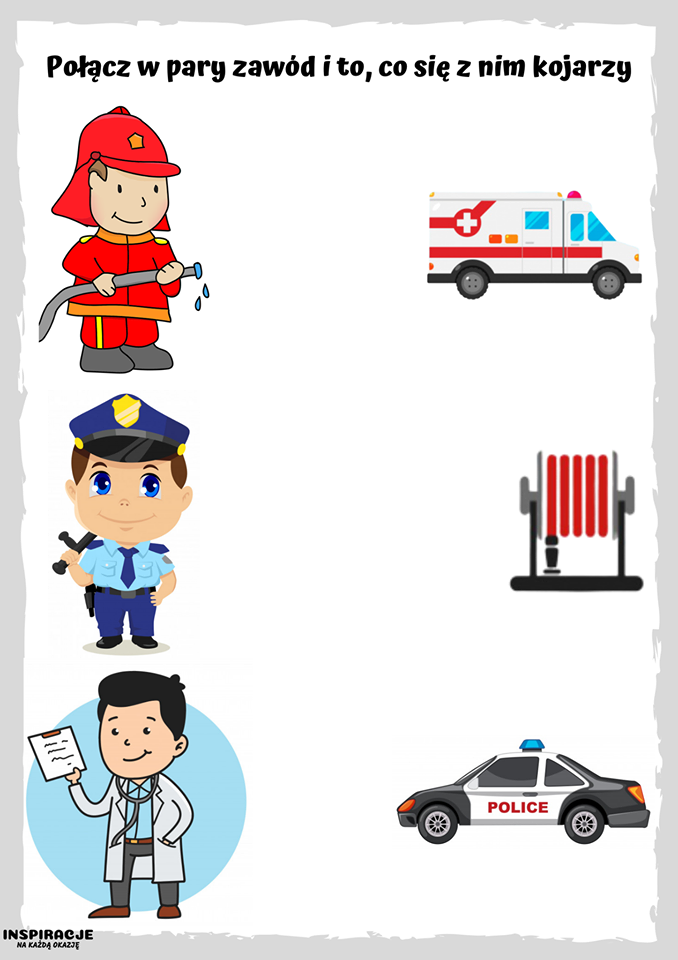 Połącz w pary zawód i to, co się z nim kojarzy
POLICE
INSPIRACJE
NA KAŻDĄ OKAZJĘ